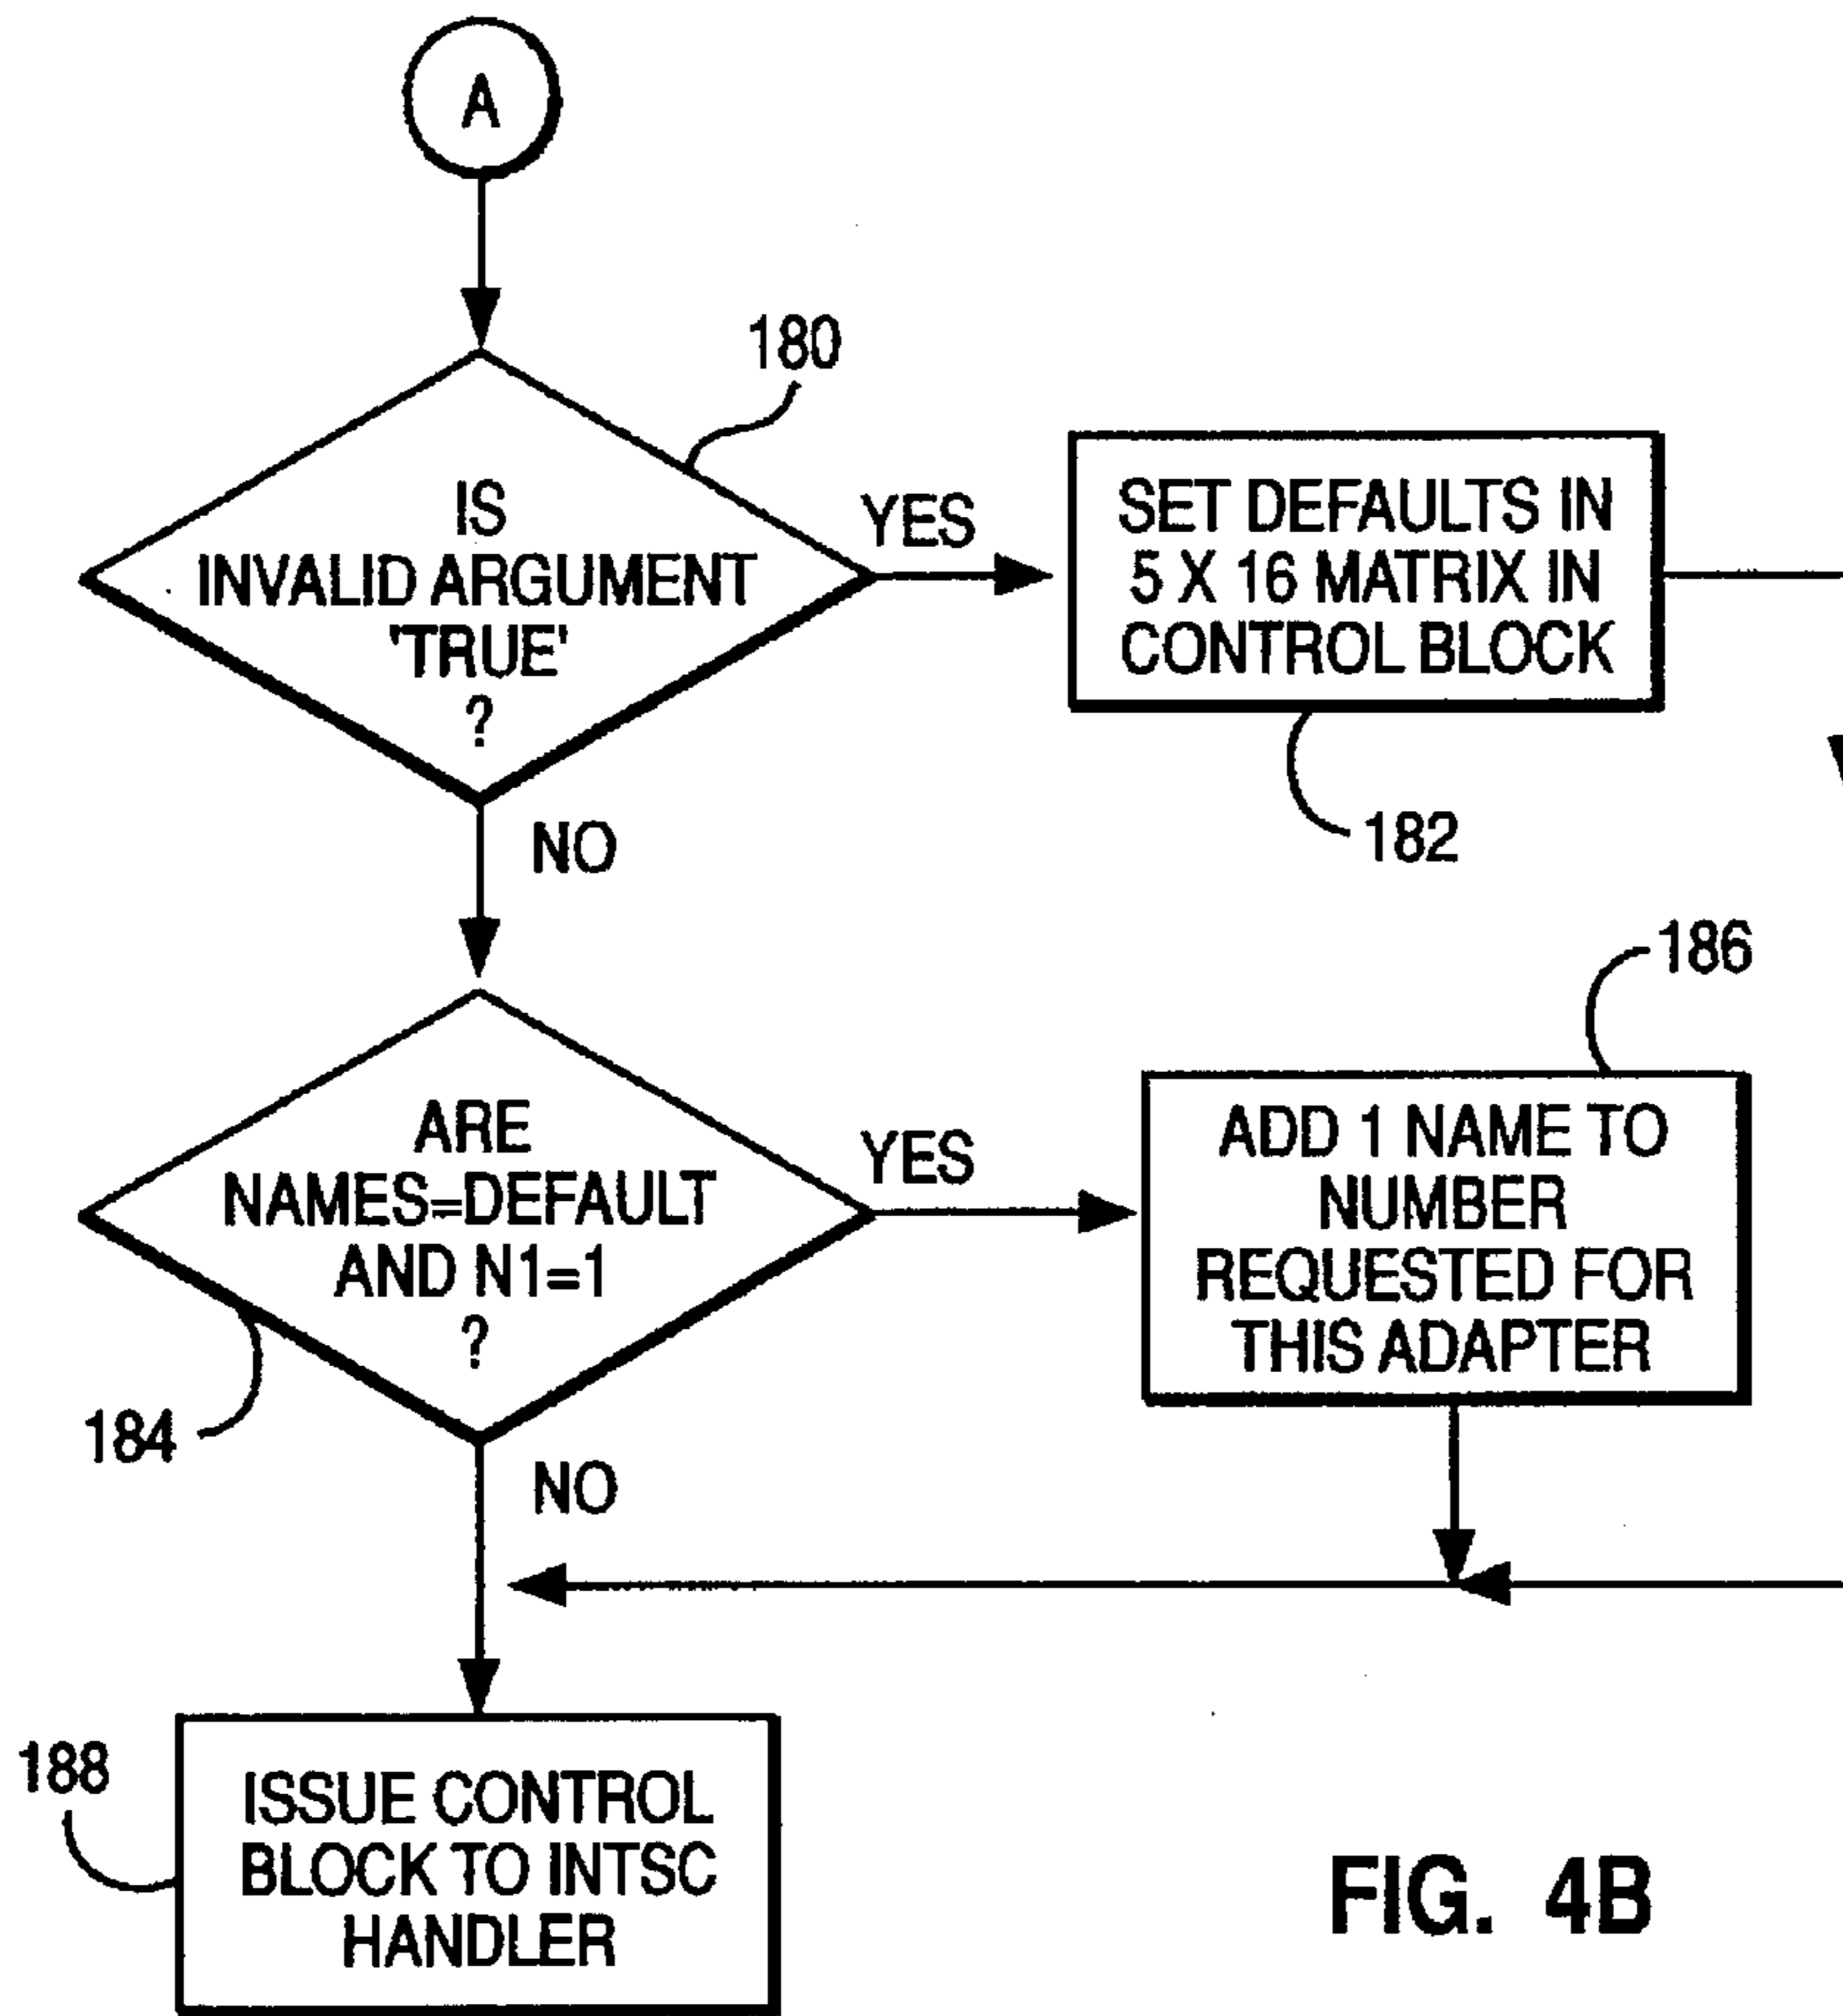 A
180
IS
INVALID ARGUMENT
'TRUE'
?
YES
SET DEFAULTS IN
5 X 16 MATRIX IN
CONTROL BLOCK
182
NO
186
ARE
NAMES=DEFAULT
AND N1=1
?
YES
ADD 1 NAME TO
NUMBER
REQUESTED FOR
THIS ADAPTER
184
NO
188
ISSUE CONTROL
BLOCK TO INTSC
HANDLER
FIG. 4B